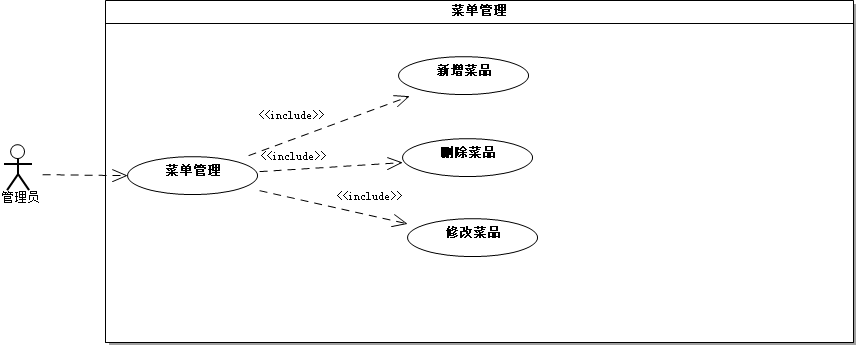 菜单管理
新增菜品
<<include>>
<<include>>
删除菜品
菜单管理
管理员
<<include>>
修改菜品